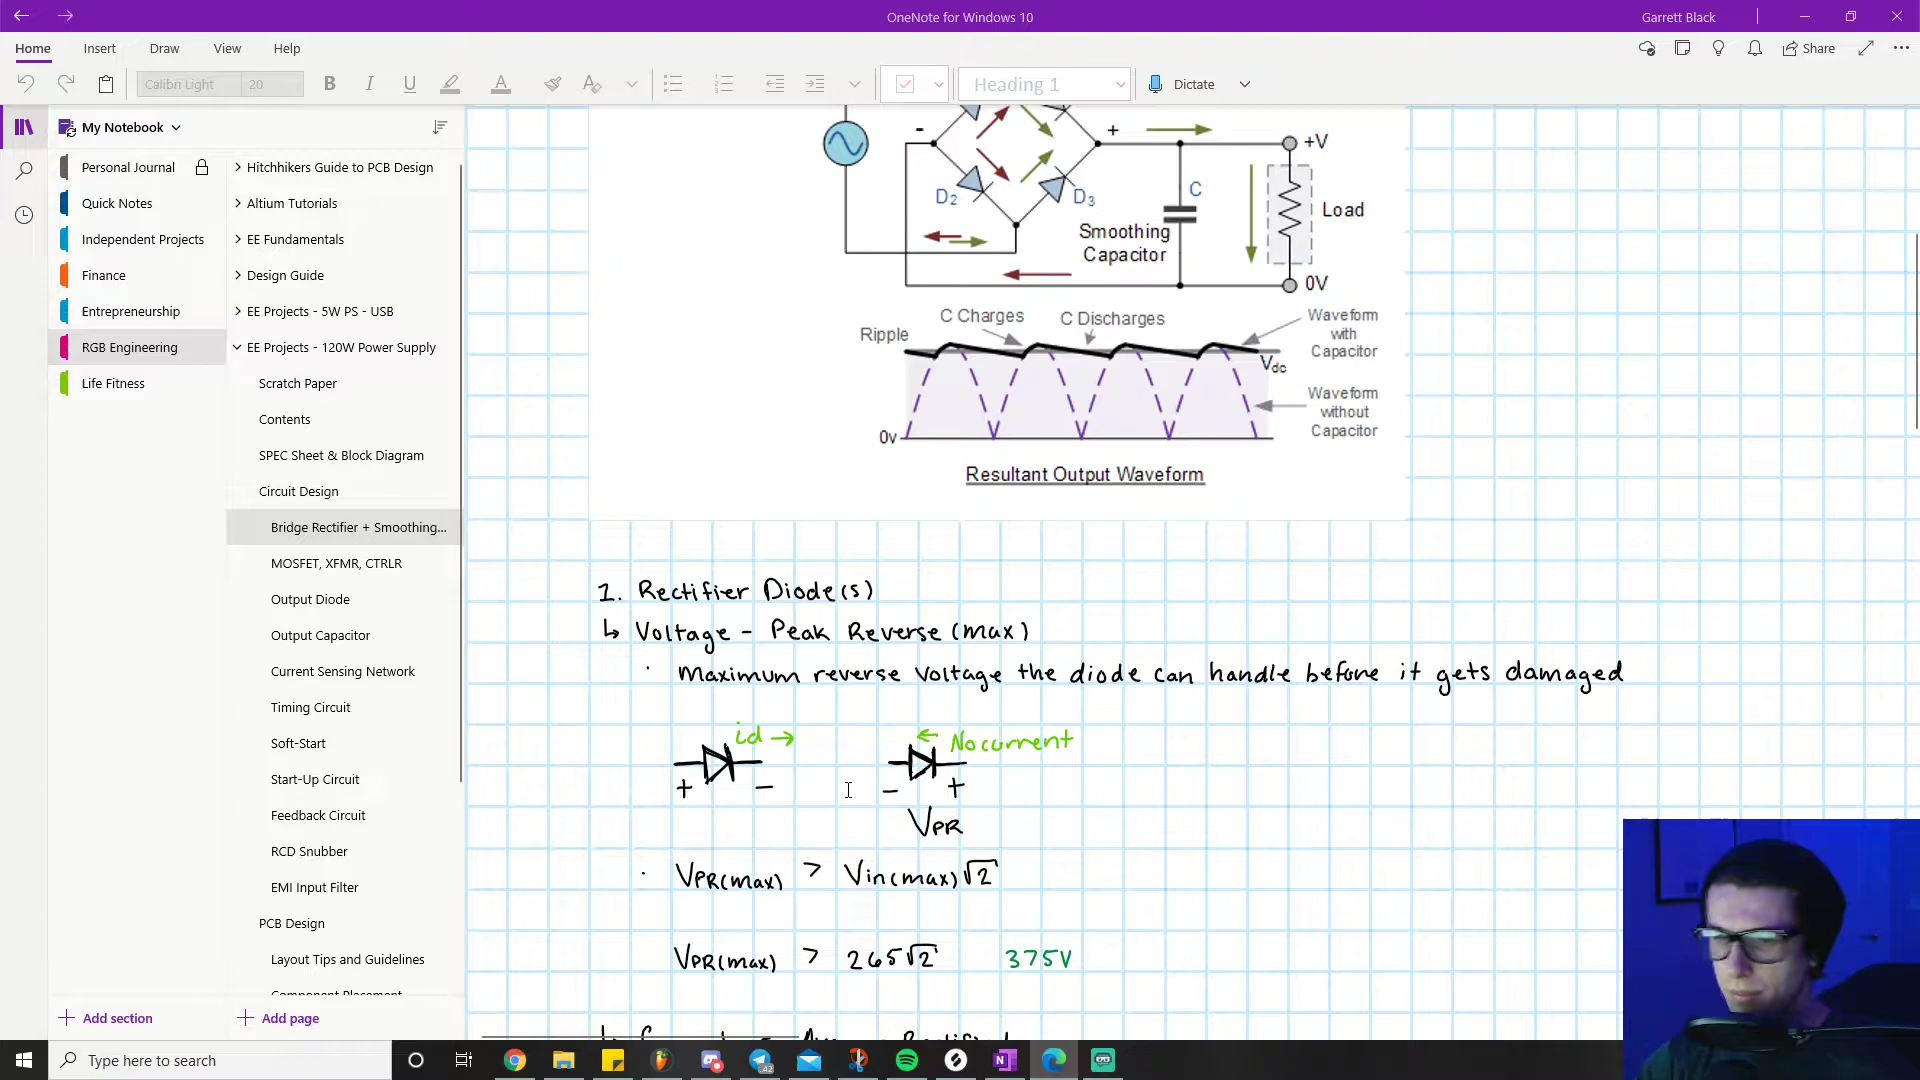 OneNote for Windows 10
Garrett Black
Home
Insert
Draw
View
Help
Share
Calibri Light
20
B
I
U
A
A
Heading 1
Dictate
My Notebook
Personal Journal
Quick Notes
Independent Projects
Finance
Entrepreneurship
RGB Engineering
Life Fitness
Add section
Hitchhikers Guide to PCB Design
Altium Tutorials
EE Fundamentals
Design Guide
EE Projects - 5W PS - USB
EE Projects - 120W Power Supply
Scratch Paper
Contents
SPEC Sheet & Block Diagram
Circuit Design
Bridge Rectifier + Smoothing...
MOSFET, XFMR, CTRLR
Output Diode
Output Capacitor
Current Sensing Network
Timing Circuit
Soft-Start
Start-Up Circuit
Feedback Circuit
RCD Snubber
EMI Input Filter
PCB Design
Layout Tips and Guidelines
Component Placement
Add page
- +
+V
D2
D3
C
Load
Smoothing
Capacitor
0V
Ripple
C Charges
C Discharges
Waveform
with
Capacitor
Vdc
Waveform
without
Capacitor
0v
Resultant Output Waveform
1. Rectifier Diode(s)
↳ Voltage - Peak Reverse (max)
· Maximum reverse voltage the diode can handle before it gets damaged
id →
← No current
+ -
- +
VPR
· VPR(max) > Vin(max)√2
VPR(max) > 265√2 375V
Type here to search
42
N